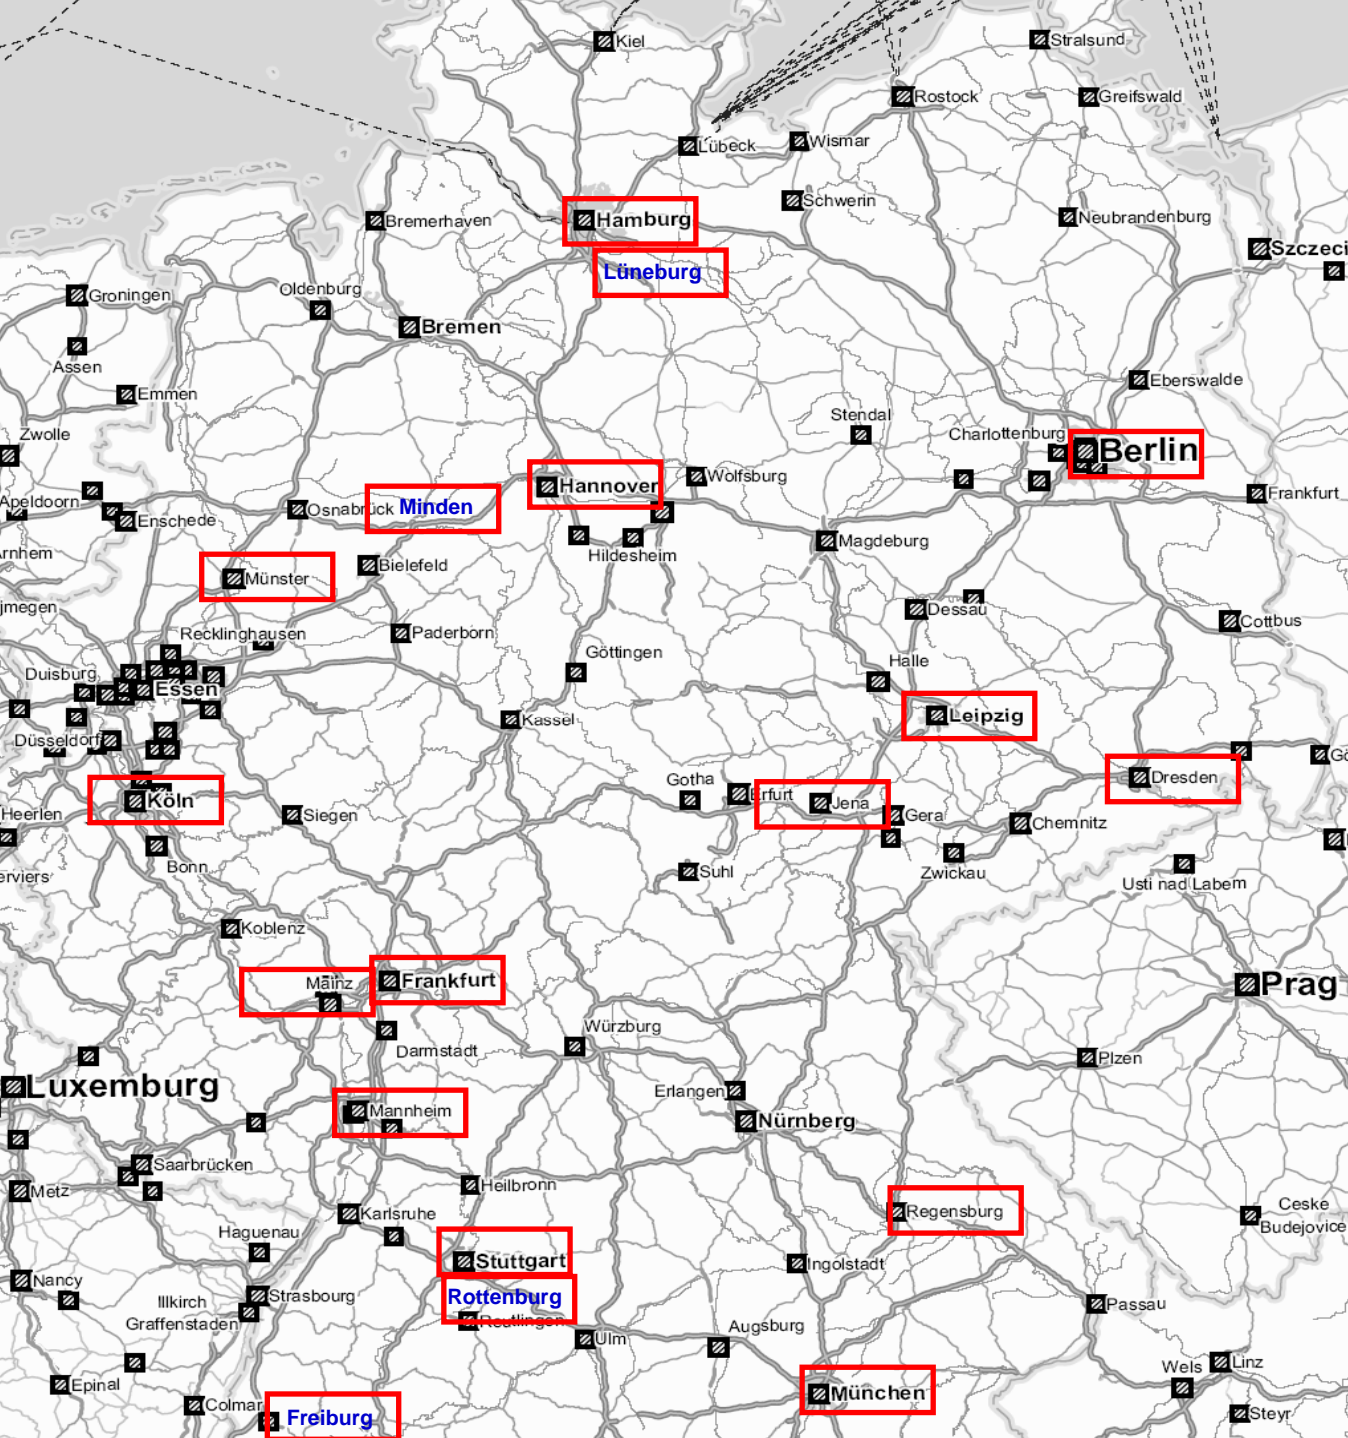 Kiel
Stralsund
Rostock
Greifswald
Lübeck
Wismar
Schwerin
Bremerhaven
Hamburg
Neubrandenburg
Szczeci
Lüneburg
Oldenburg
Groningen
Bremen
Assen
Emmen
Eberswalde
Stendal
Zwolle
Charlottenburg
Berlin
Wolfsburg
Hannover
Frankfurt
Apeldoorn
Osnabrück
Minden
Enschede
Magdeburg
rnhem
Hildesheim
Bielefeld
Münster
jmegen
Dessau
Cottbus
Recklinghausen
Paderborn
Göttingen
Halle
Duisburg
Essen
Leipzig
Kassel
Düsseldorf
Gö
Dresden
Gotha
Erfurt
Jena
Köln
Heerlen
Siegen
Gera
Chemnitz
Bonn
Suhl
Zwickau
erviers
Usti nad Labem
Koblenz
Mainz
Frankfurt
Prag
Würzburg
Darmstadt
Plzen
Luxemburg
Erlangen
Mannheim
Nürnberg
Saarbrücken
Heilbronn
Metz
Karlsruhe
Regensburg
Ceske
Budejovice
Haguenau
Stuttgart
Ingolstadt
Nancy
Strasbourg
Rottenburg
Illkirch
Graffenstaden
Reutlingen
Passau
Augsburg
Ulm
Linz
Wels
Epinal
München
Colmar
Freiburg
Steyr